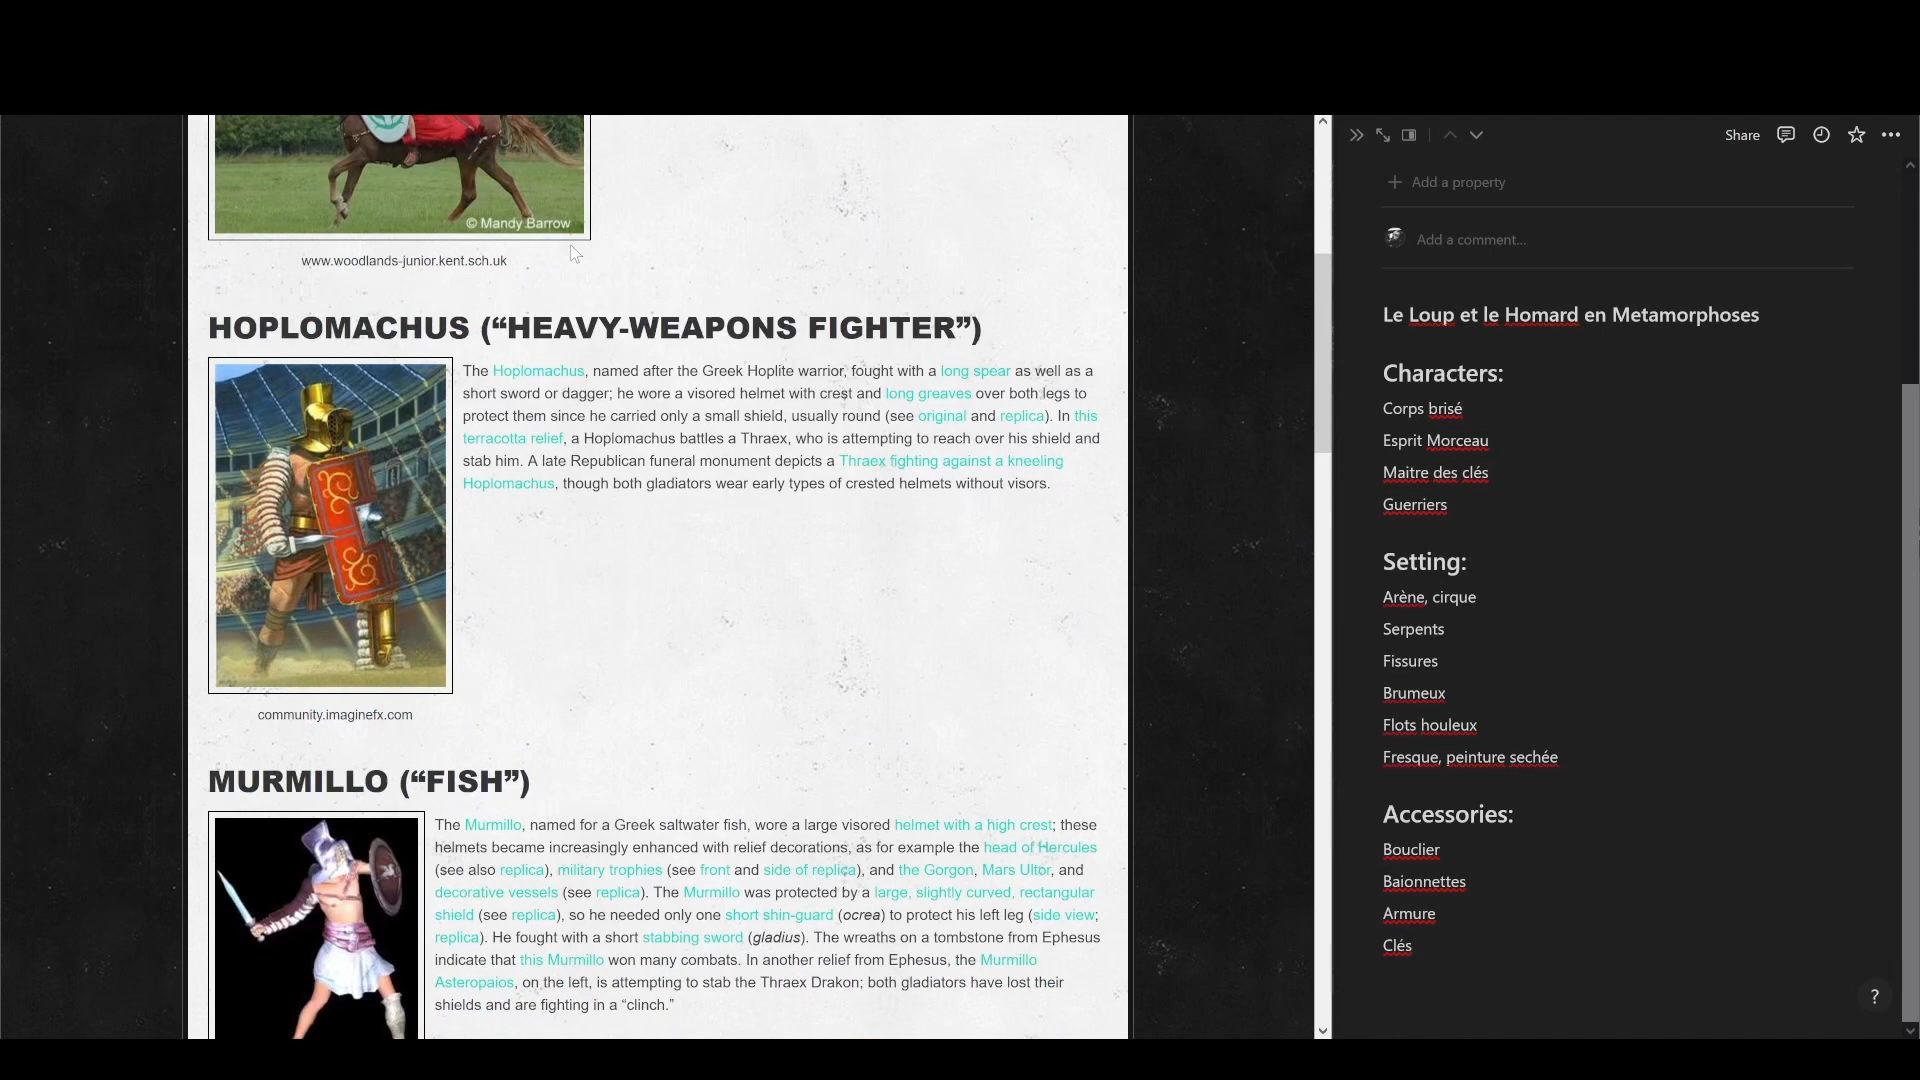 © Mandy Barrow
www.woodlands-junior.kent.sch.uk
HOPLOMACHUS (“HEAVY-WEAPONS FIGHTER”)
The Hoplomachus, named after the Greek Hoplite warrior, fought with a long spear as well as a
short sword or dagger; he wore a visored helmet with crest and long greaves over both legs to
protect them since he carried only a small shield, usually round (see original and replica). In this
terracotta relief, a Hoplomachus battles a Thraex, who is attempting to reach over his shield and
stab him. A late Republican funeral monument depicts a Thraex fighting against a kneeling
Hoplomachus, though both gladiators wear early types of crested helmets without visors.
community.imaginefx.com
MURMILLO (“FISH”)
The Murmillo, named for a Greek saltwater fish, wore a large visored helmet with a high crest; these
helmets became increasingly enhanced with relief decorations, as for example the head of Hercules
(see also replica), military trophies (see front and side of replica), and the Gorgon, Mars Ultor, and
decorative vessels (see replica). The Murmillo was protected by a large, slightly curved, rectangular
shield (see replica), so he needed only one short shin-guard (ocrea) to protect his left leg (side view;
replica). He fought with a short stabbing sword (gladius). The wreaths on a tombstone from Ephesus
indicate that this Murmillo won many combats. In another relief from Ephesus, the Murmillo
Asteropaios, on the left, is attempting to stab the Thraex Drakon; both gladiators have lost their
shields and are fighting in a “clinch.”
Share
Add a property
Add a comment...
Le Loup et le Homard en Metamorphoses
Characters:
Corps brisé
Esprit Morceau
Maitre des clés
Guerriers
Setting:
Arène, cirque
Serpents
Fissures
Brumeux
Flots houleux
Fresque, peinture sechée
Accessories:
Bouclier
Baionnettes
Armure
Clés
?